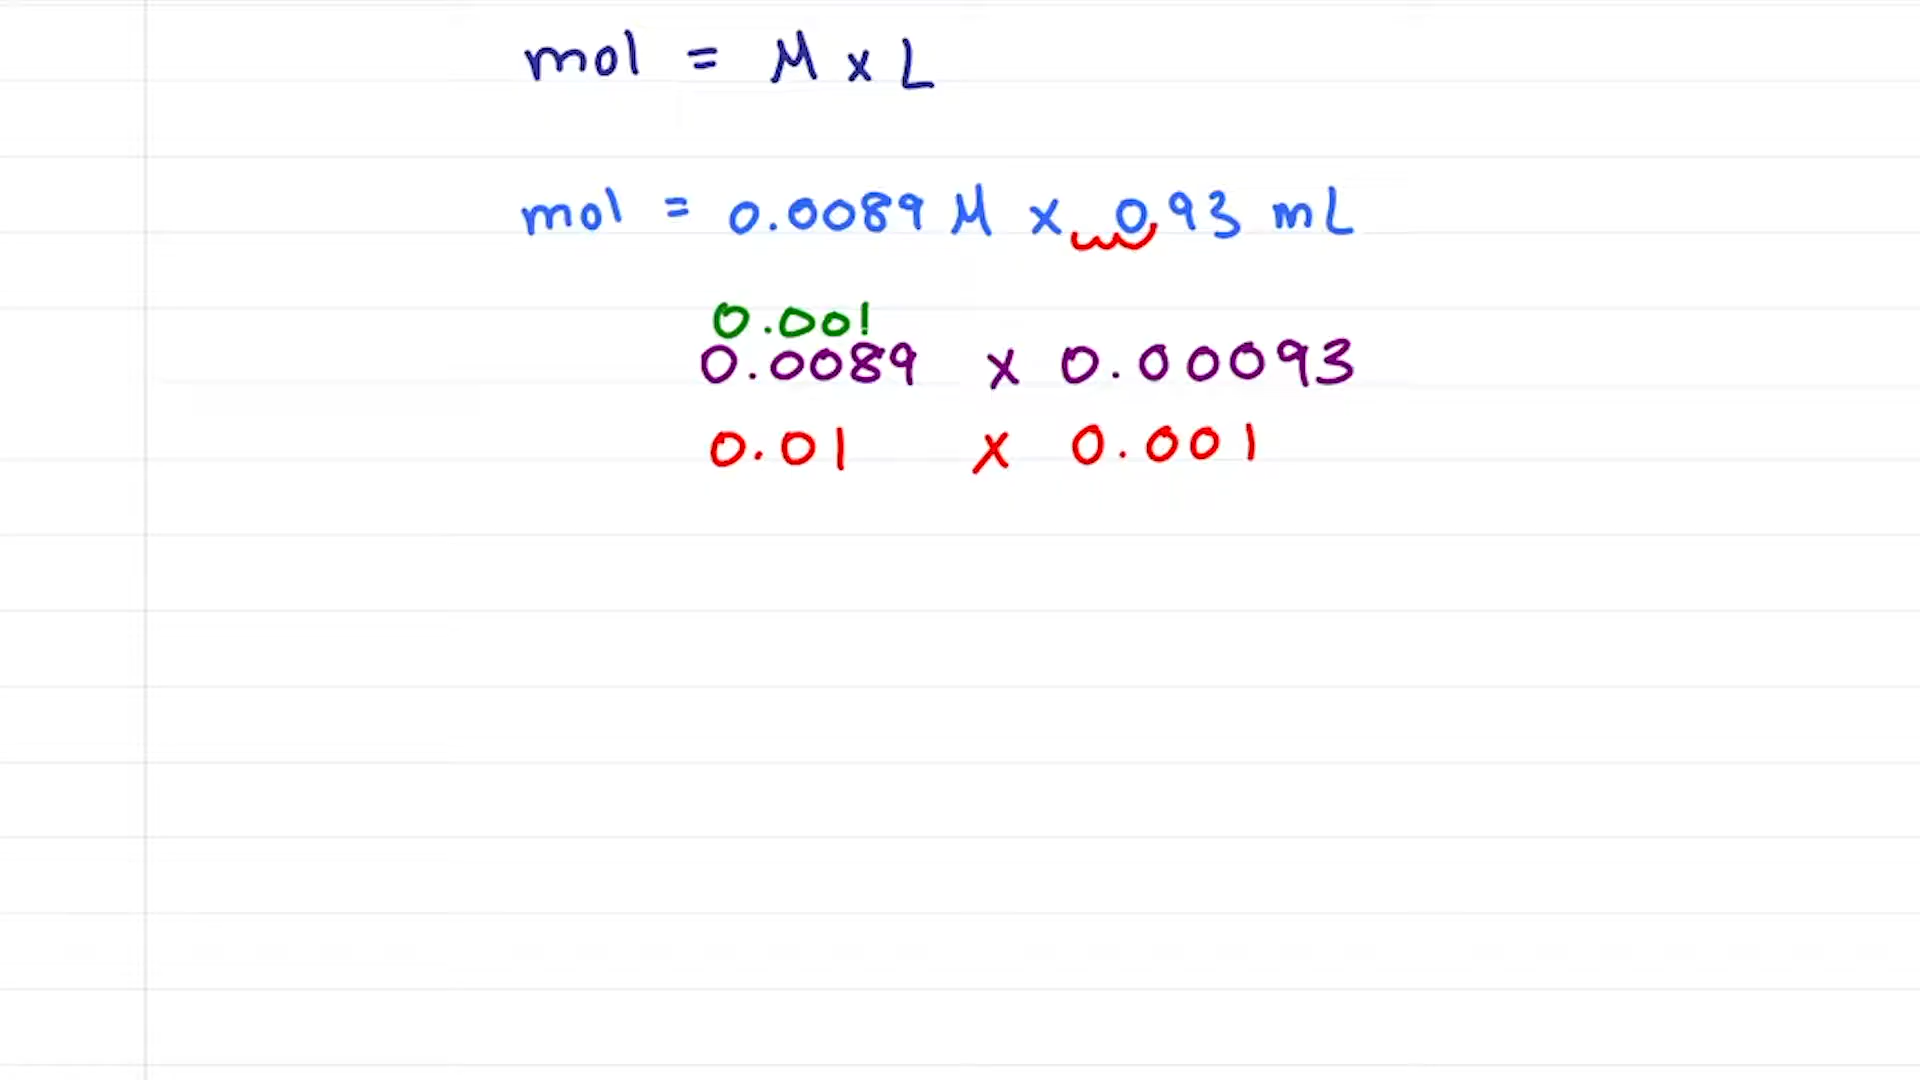 mol = M x L
mol = 0.0089 M x 0.93 mL
0.001
0.0089 x 0.00093
0.01 x 0.001